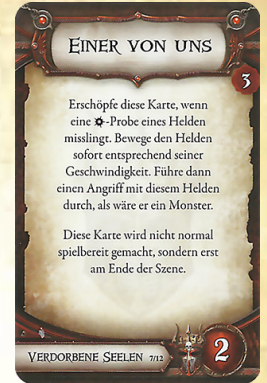 Einer von uns
3
Erschöpfe diese Karte, wenn
eine -Probe eines Helden
misslingt. Bewege den Helden
sofort entsprechend seiner
Geschwindigkeit. Führe dann
einen Angriff mit diesem Helden
durch, als wäre er ein Monster.
Diese Karte wird nicht normal
spielbereit gemacht, sondern erst
am Ende der Szene.
Verdorbene Seelen 7/12
2